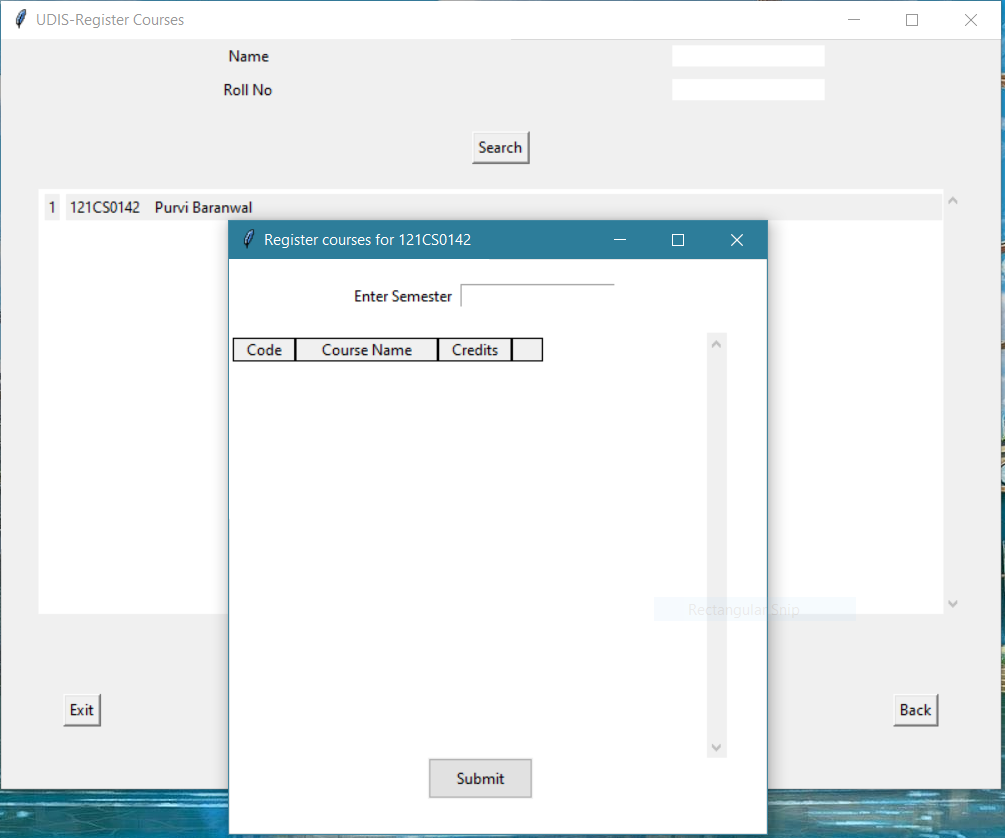 UDIS-Register Courses
Name
Roll No
Search
1 121CS0142 Purvi Baranwal
Register courses for 121CS0142
Enter Semester
Code Course Name Credits
Rectangular Snip
Exit
Back
Submit